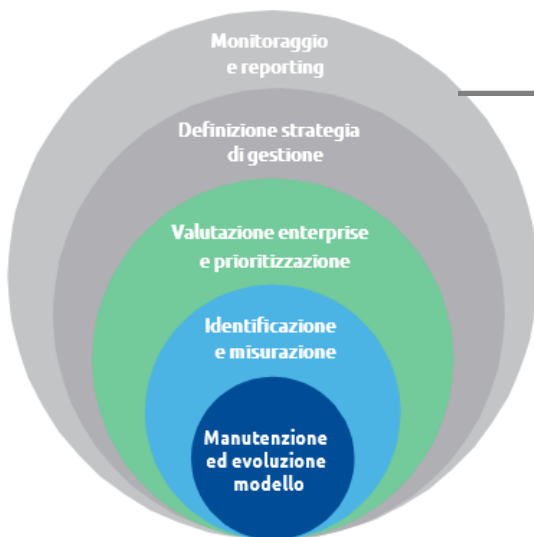 Monitoraggio
e reporting
Definizione strategia
di gestione
Valutazione enterprise
e prioritizzazione
Identificazione
e misurazione
Manutenzione
ed evoluzione
modello